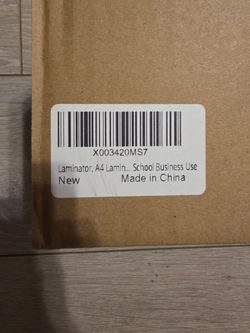 X003420MS7
Laminator, A4 Lamin... School Business Use
New Made in China